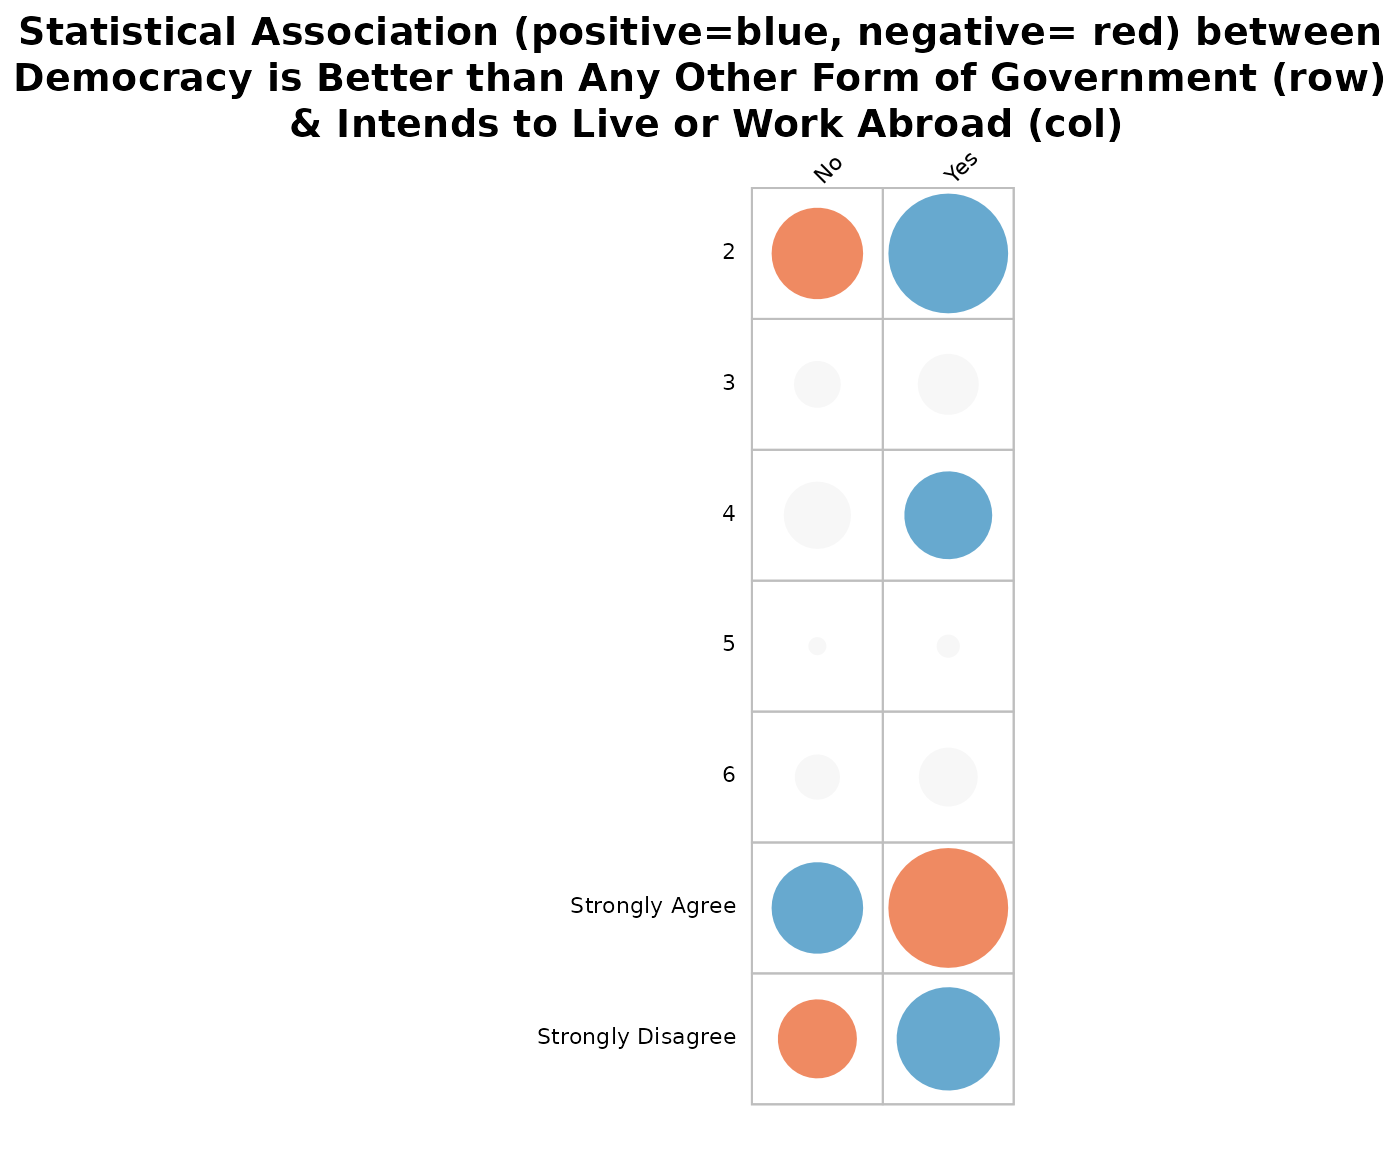 Statistical Association (positive=blue, negative= red) between
Democracy is Better than Any Other Form of Government (row)
& Intends to Live or Work Abroad (col)
No Yes
2
3
4
5
6
Strongly Agree
Strongly Disagree